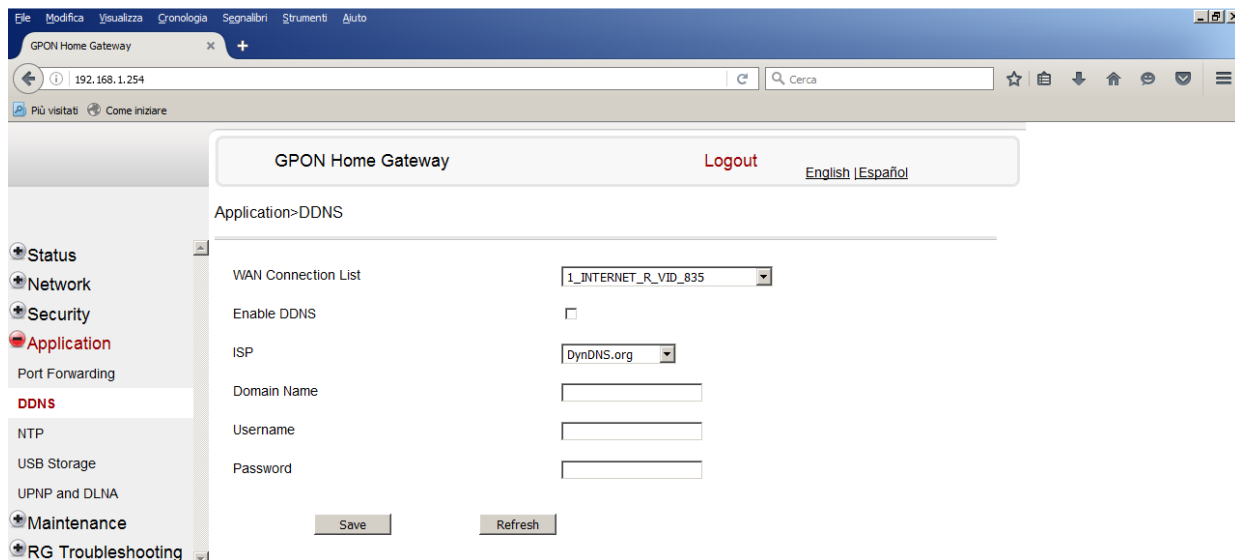 File Modifica Visualizza Cronologia Segnalibri Strumenti Aiuto
GPON Home Gateway
192.168.1.254
Cerca
Più visitati Come iniziare
GPON Home Gateway Logout English |Español
Application>DDNS
Status
Network
Security
Application
Port Forwarding
DDNS
NTP
USB Storage
UPNP and DLNA
Maintenance
RG Troubleshooting
WAN Connection List 1_INTERNET_R_VID_835
Enable DDNS
ISP DynDNS.org
Domain Name
Username
Password
Save Refresh